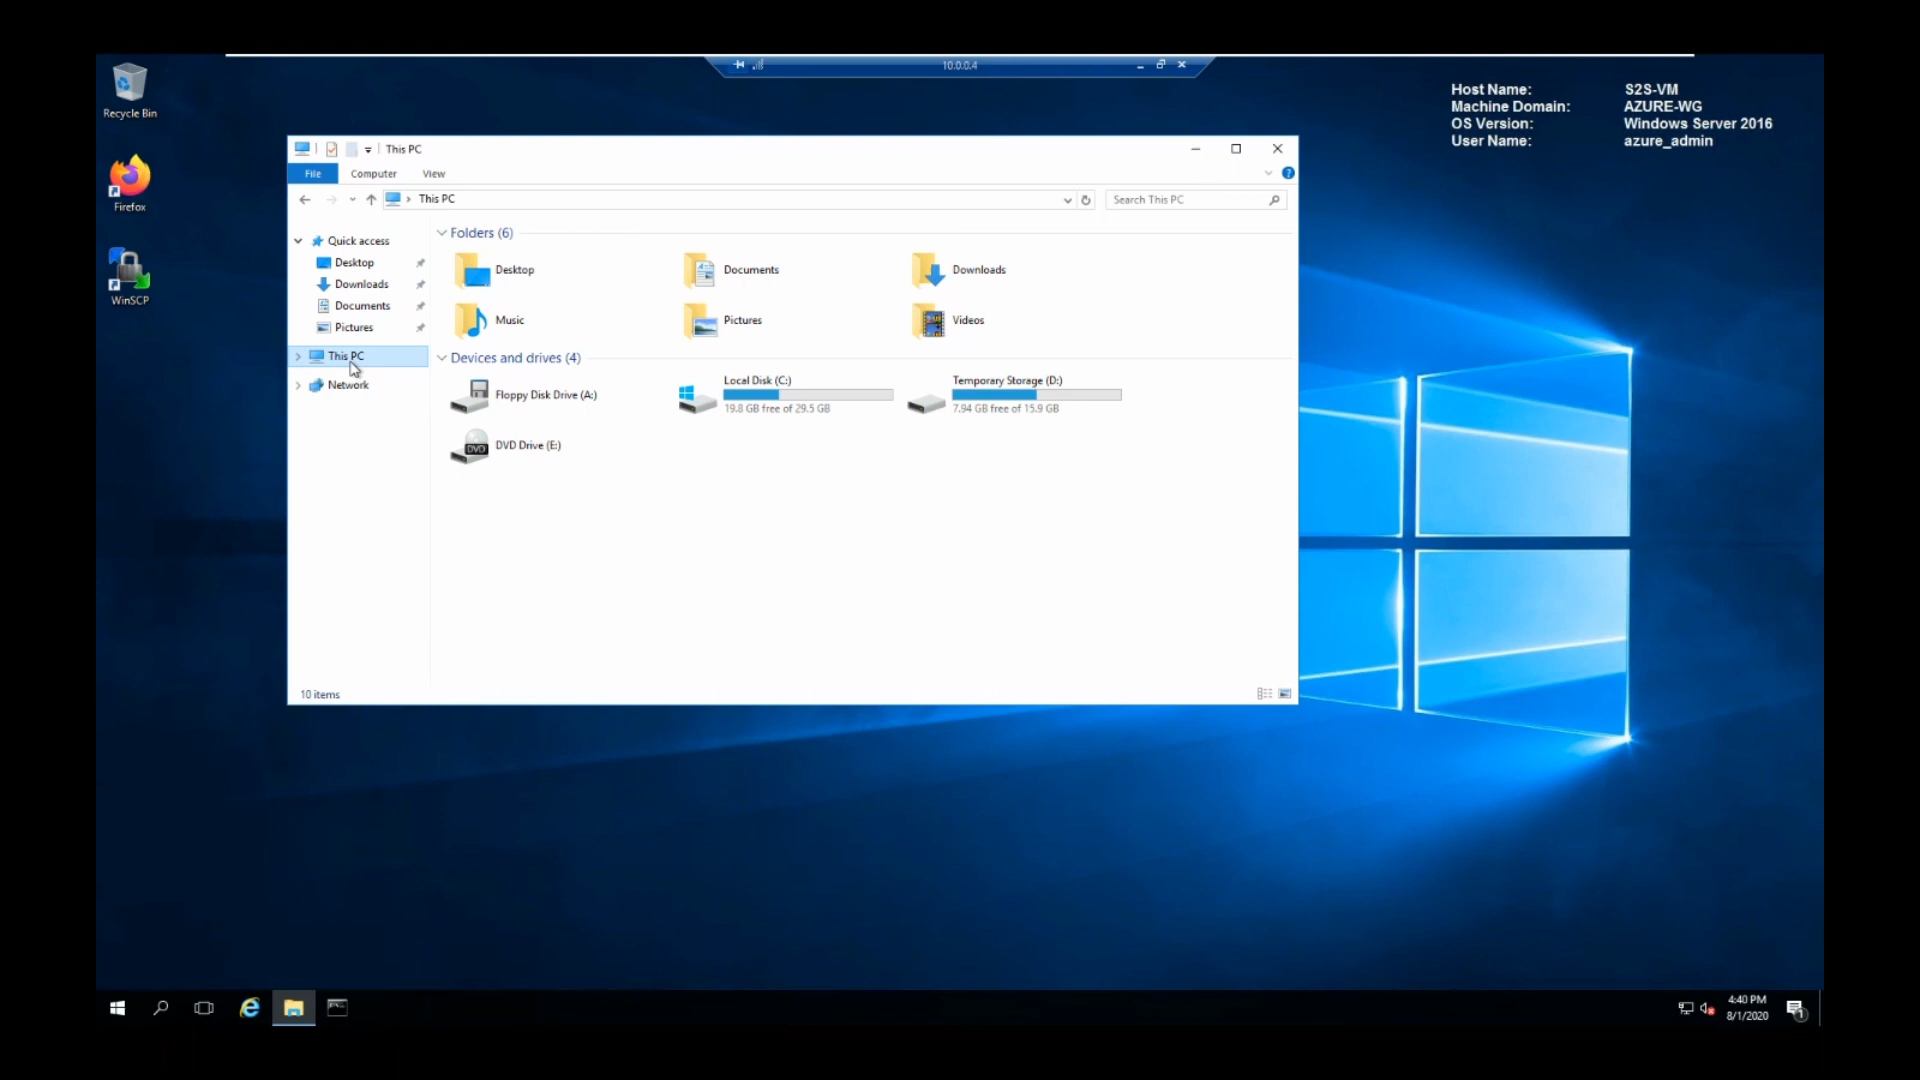 10.0.0.4
Recycle Bin
Host Name: S2S-VM
Machine Domain: AZURE-WG
OS Version: Windows Server 2016
User Name: azure_admin
This PC
File Computer View
This PC
Search This PC
Firefox
WinSCP
Quick access
Desktop
Downloads
Documents
Pictures
This PC
Network
Folders (6)
Desktop
Documents
Downloads
Music
Pictures
Videos
Devices and drives (4)
Floppy Disk Drive (A:)
Local Disk (C:)
19.8 GB free of 29.5 GB
Temporary Storage (D:)
7.94 GB free of 15.9 GB
DVD
DVD Drive (E:)
10 items
4:40 PM
8/1/2020
1